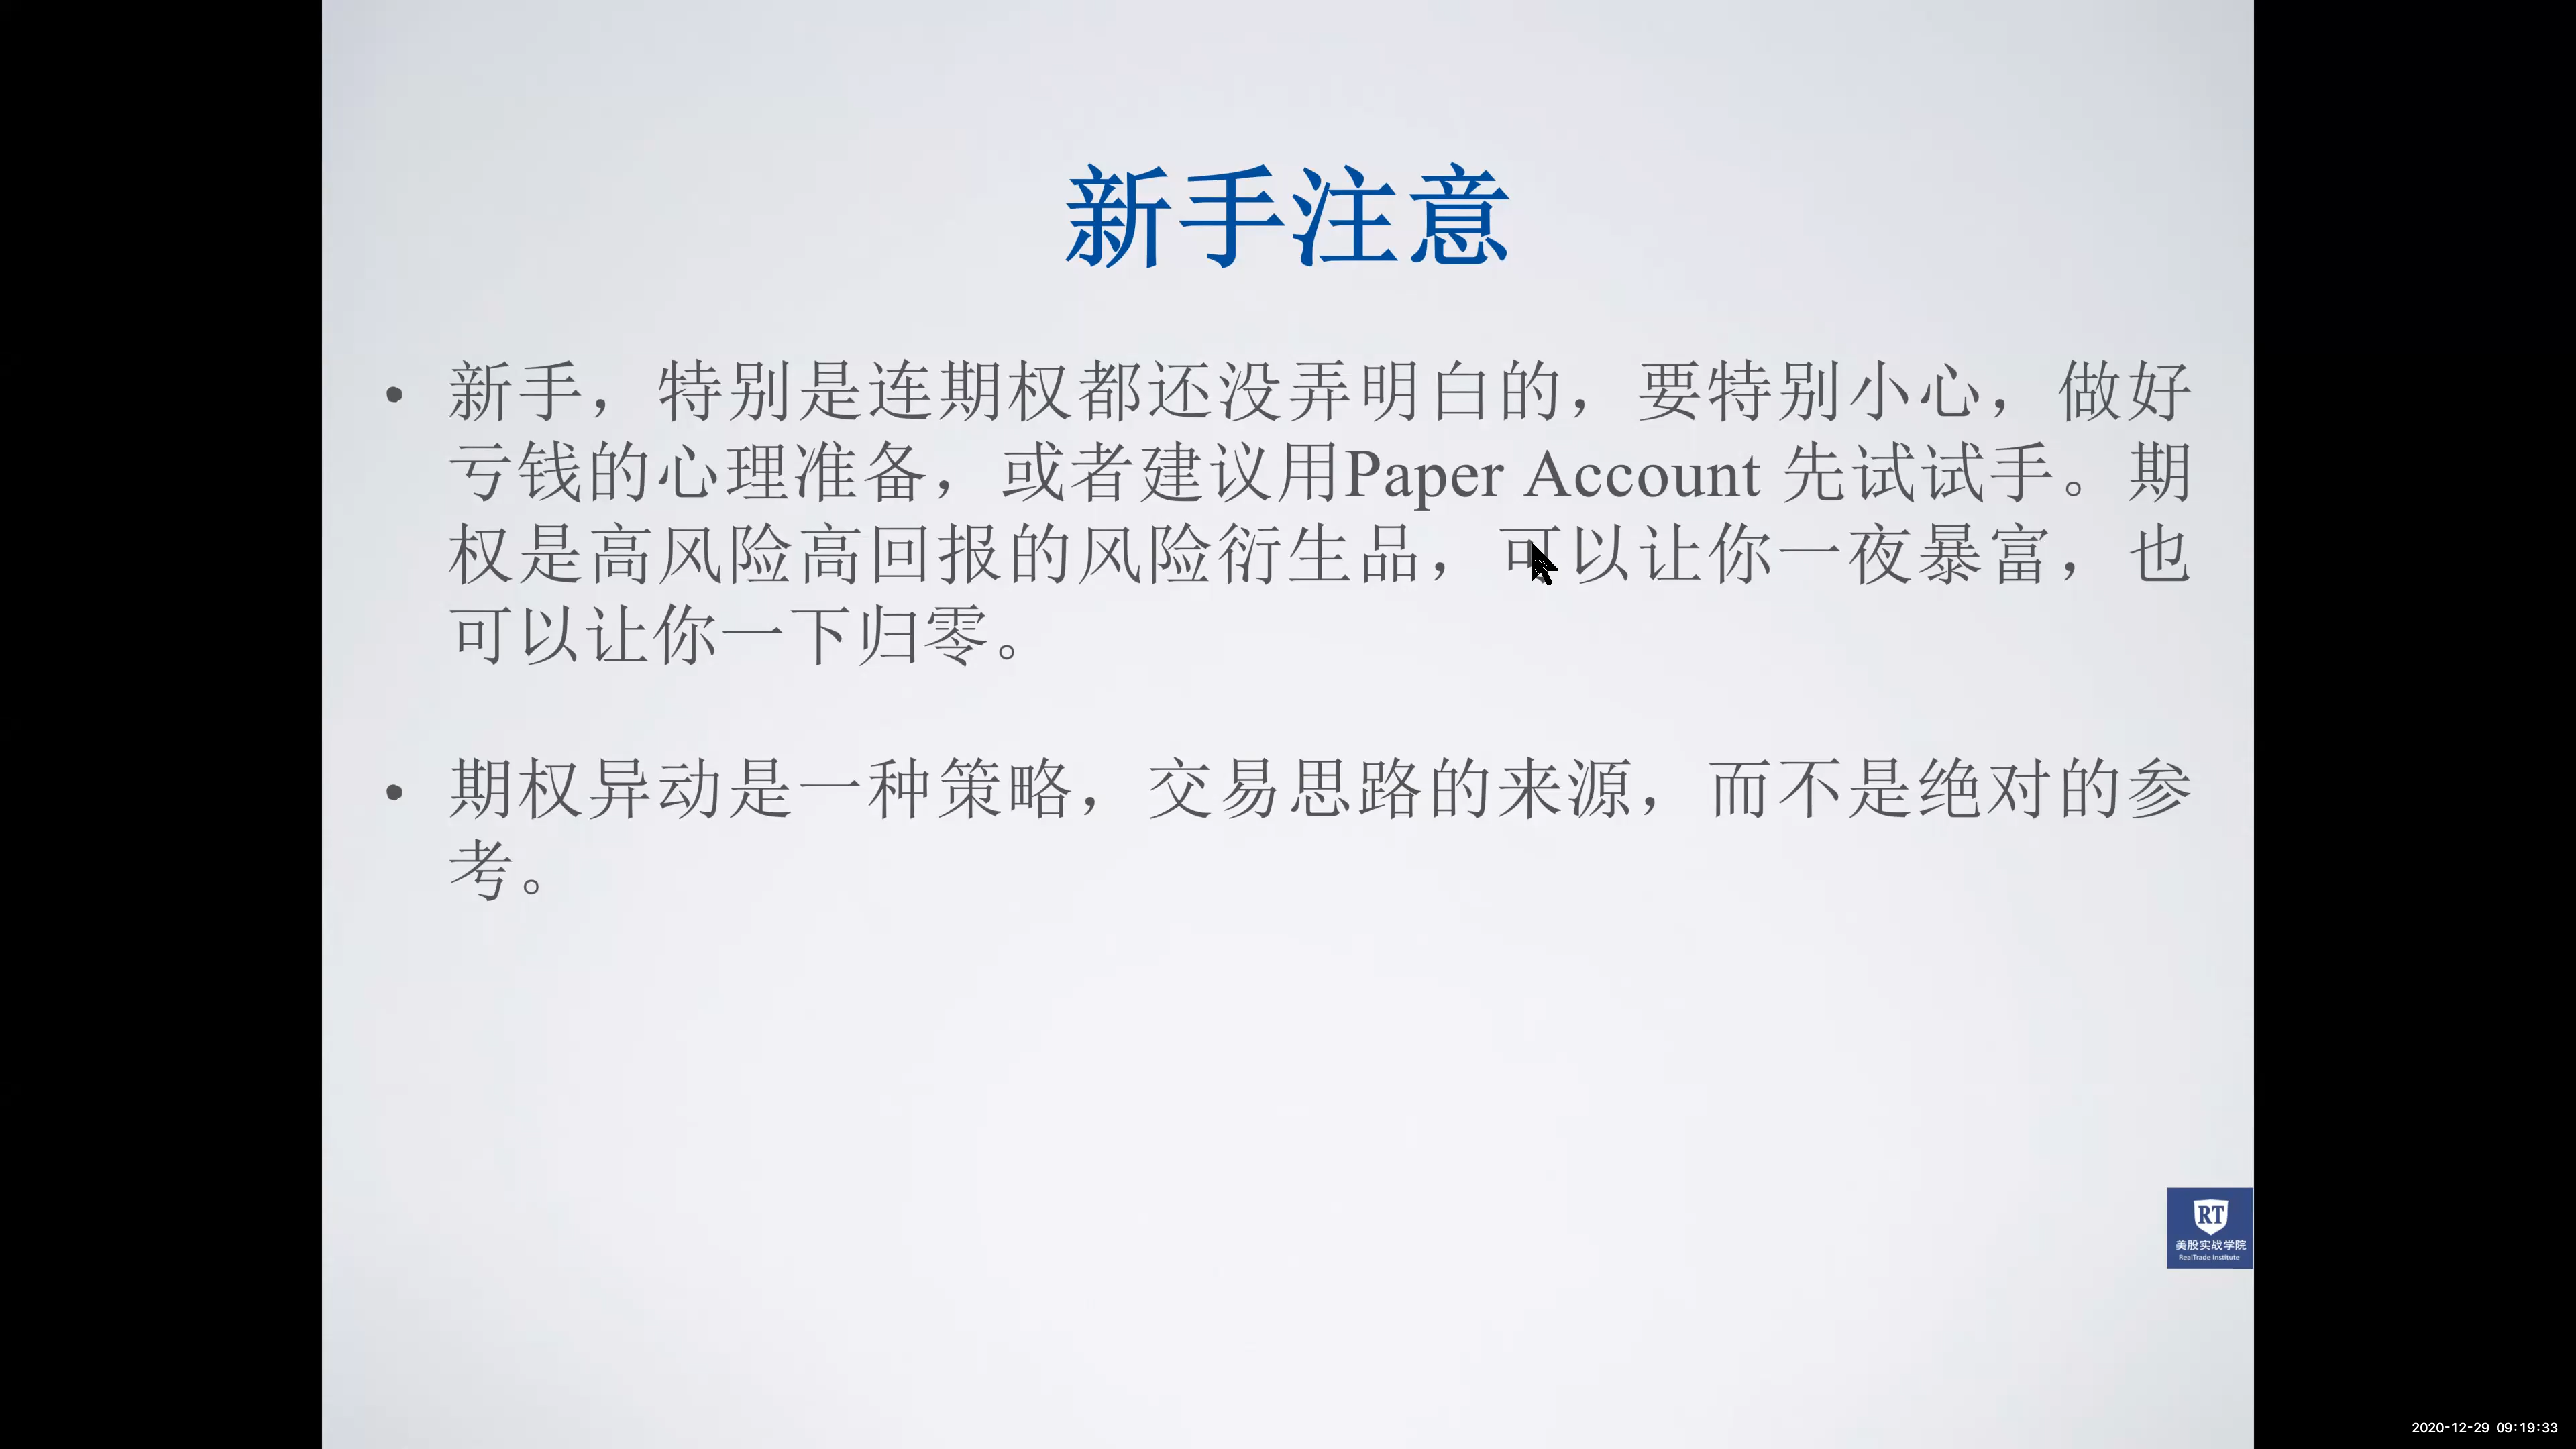 新手注意
• 新手，特别是连期权都还没弄明白的，要特别小心，做好
亏钱的心理准备，或者建议用Paper Account 先试试手。期
权是高风险高回报的风险衍生品，可以让你一夜暴富，也
可以让你一下归零。
• 期权异动是一种策略，交易思路的来源，而不是绝对的参
考。
RT
美股实战学院
RealTrade Institute
2020-12-29 09:19:33